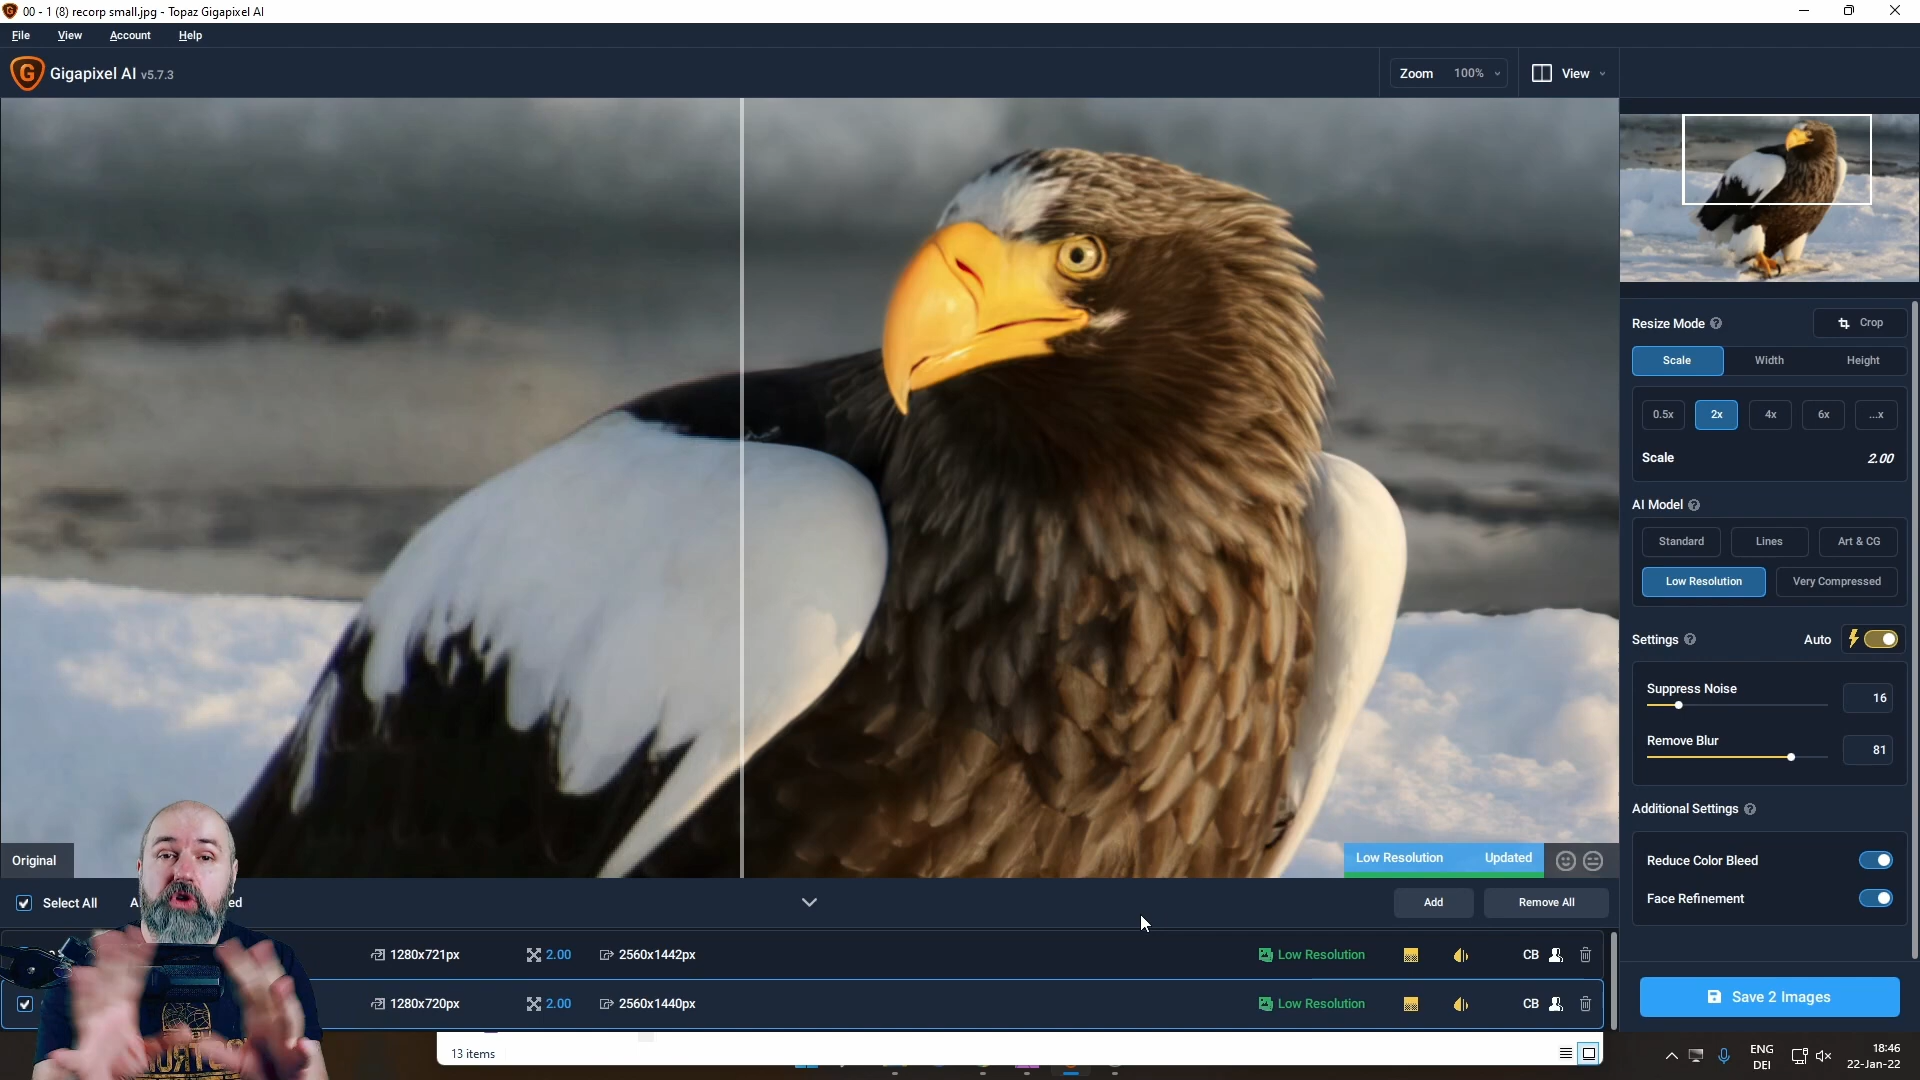 00 - 1 (8) recorp small.jpg - Topaz Gigapixel AI
File View Account Help
Gigapixel AI v5.7.3
Zoom 100% View
Resize Mode Crop
Scale Width Height
0.5x 2x 4x 6x ...x
Scale 2.00
AI Model
Standard Lines Art & CG
Low Resolution Very Compressed
Settings Auto
Suppress Noise 16
Remove Blur 81
Additional Settings
Reduce Color Bleed
Face Refinement
Save 2 Images
Original
Low Resolution Updated
Select All
Add Remove All
1280x721px 2.00 2560x1442px Low Resolution CB
1280x720px 2.00 2560x1440px Low Resolution CB
13 items
ENG
DEI
18:46
22-Jan-22